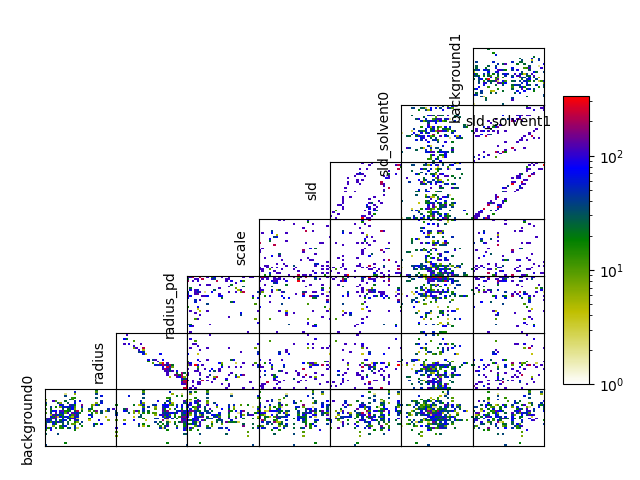 background1
sld_solvent1
sld_solvent0
sld
scale
radius_pd
radius
background0
10²
10¹
10⁰